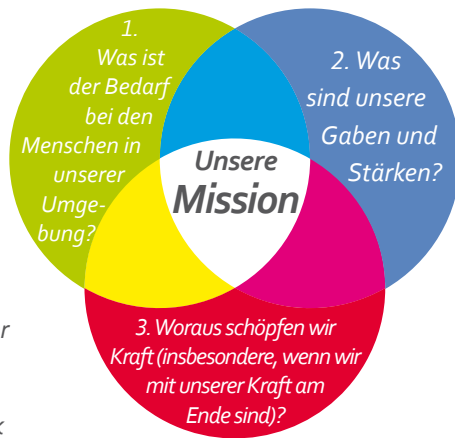 1.
Was ist
der Bedarf
bei den
Menschen in
unserer
Umge-
bung?
2. Was
sind unsere
Gaben und
Stärken?
Unsere
Mission
3. Woraus schöpfen wir
Kraft (insbesondere, wenn wir
mit unserer Kraft am
Ende sind)?